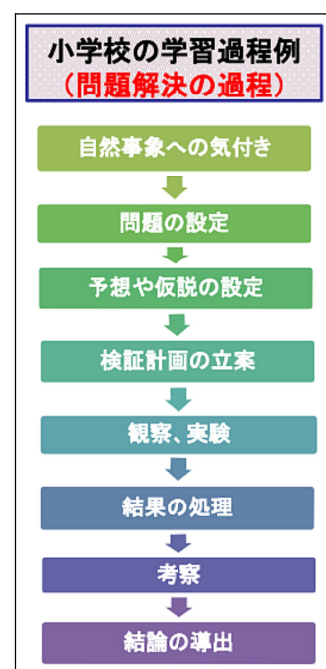 小学校の学習過程例
（問題解決の過程）
自然事象への気付き
問題の設定
予想や仮説の設定
検証計画の立案
観察、実験
結果の処理
考察
結論の導出